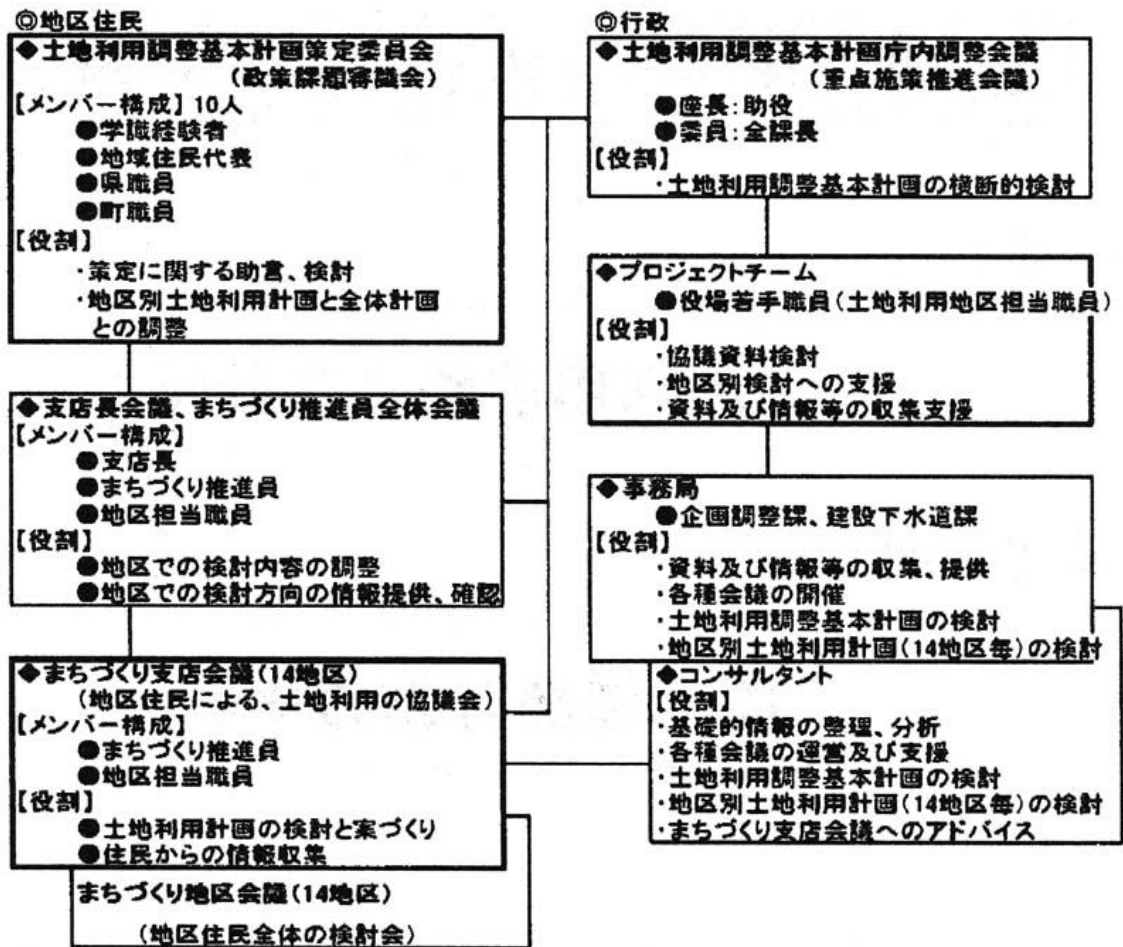 ◎地区住民
◆土地利用調整基本計画策定委員会
(政策課題審議会)
【メンバー構成】10人
●学識経験者
●地域住民代表
●県職員
●町職員
【役割】
・策定に関する助言、検討
・地区別土地利用計画と全体計画
との調整
◆支店長会議、まちづくり推進員全体会議
【メンバー構成】
●支店長
●まちづくり推進員
●地区担当職員
【役割】
●地区での検討内容の調整
●地区での検討方向の情報提供、確認
◆まちづくり支店会議(14地区)
(地区住民による、土地利用の協議会)
【メンバー構成】
●まちづくり推進員
●地区担当職員
【役割】
●土地利用計画の検討と案づくり
●住民からの情報収集
まちづくり地区会議(14地区)
(地区住民全体の検討会)
◎行政
◆土地利用調整基本計画庁内調整会議
(重点施策推進会議)
●座長:助役
●委員:全課長
【役割】
・土地利用調整基本計画の横断的検討
◆プロジェクトチーム
●役場若手職員(土地利用地区担当職員)
【役割】
・協議資料検討
・地区別検討への支援
・資料及び情報等の収集支援
◆事務局
●企画調整課、建設下水道課
【役割】
・資料及び情報等の収集、提供
・各種会議の開催
・土地利用調整基本計画の検討
・地区別土地利用計画(14地区毎)の検討
◆コンサルタント
【役割】
・基礎的情報の整理、分析
・各種会議の運営及び支援
・土地利用調整基本計画の検討
・地区別土地利用計画(14地区毎)の検討
・まちづくり支店会議へのアドバイス